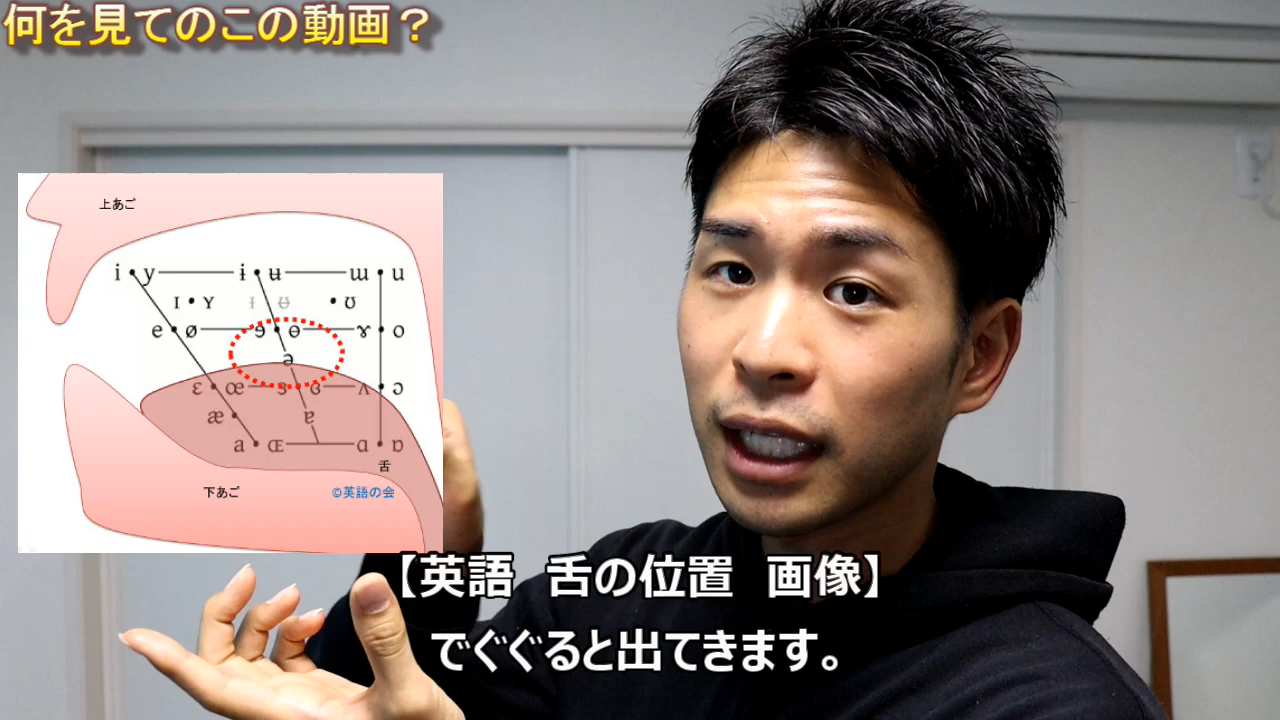 何を見てのこの動画？
上あご
i y ɨ ʉ ɯ u
ɪ ʏ ɪ ʊ ʊ
e ø ɘ ɵ ɤ o
ə
ɛ œ ɜ ɞ ʌ ɔ
æ ɐ
a ɶ ɑ ɒ
舌
下あご
©英語の会
【英語　舌の位置　画像】
でぐぐると出てきます。